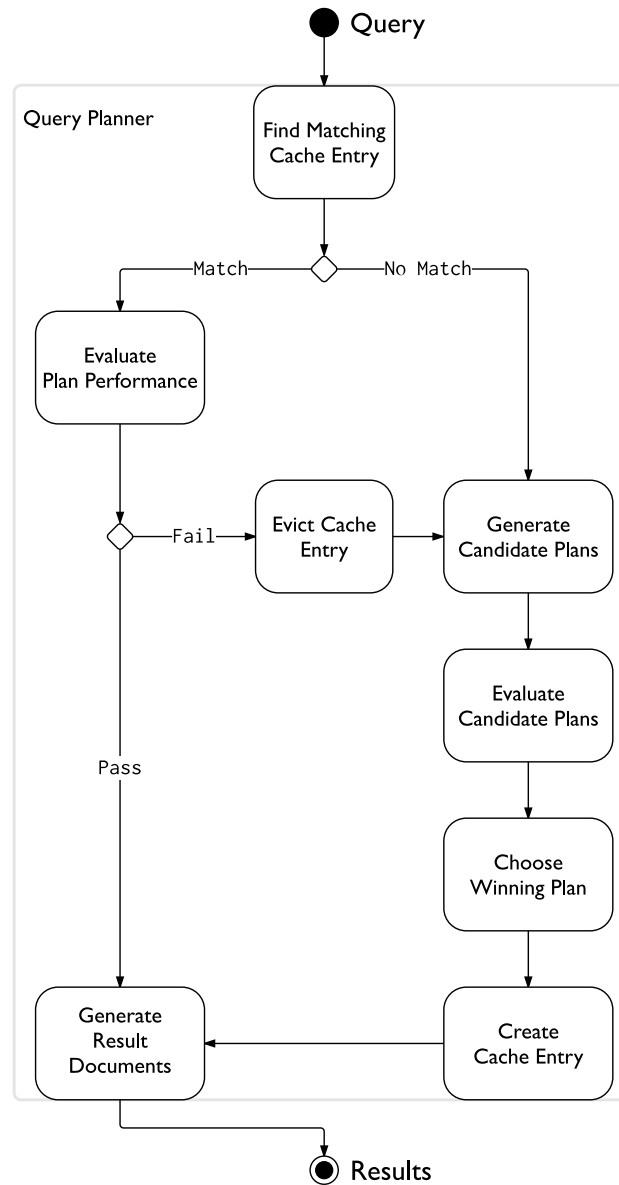 Query
Query Planner
Find Matching
Cache Entry
Match
No Match
Evaluate
Plan Performance
Fail
Evict Cache
Entry
Generate
Candidate Plans
Evaluate
Candidate Plans
Pass
Choose
Winning Plan
Generate
Result
Documents
Create
Cache Entry
Results